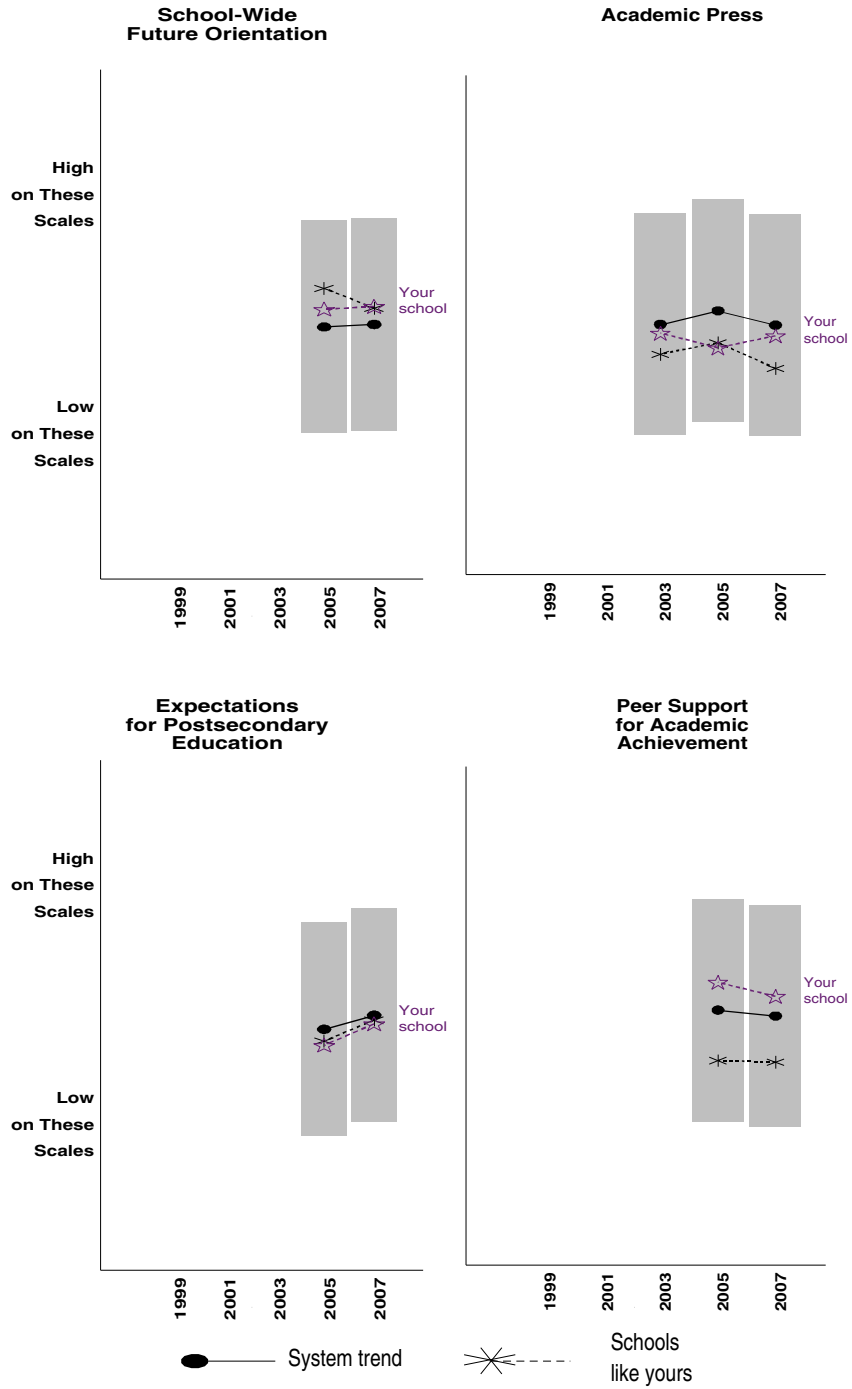 School-Wide
Future Orientation
High
on These
Scales
Low
on These
Scales
Your
school
1999
2001
2003
2005
2007
Academic Press
Your
school
1999
2001
2003
2005
2007
Expectations
for Postsecondary
Education
High
on These
Scales
Low
on These
Scales
Your
school
1999
2001
2003
2005
2007
Peer Support
for Academic
Achievement
Your
school
1999
2001
2003
2005
2007
System trend
Schools
like yours